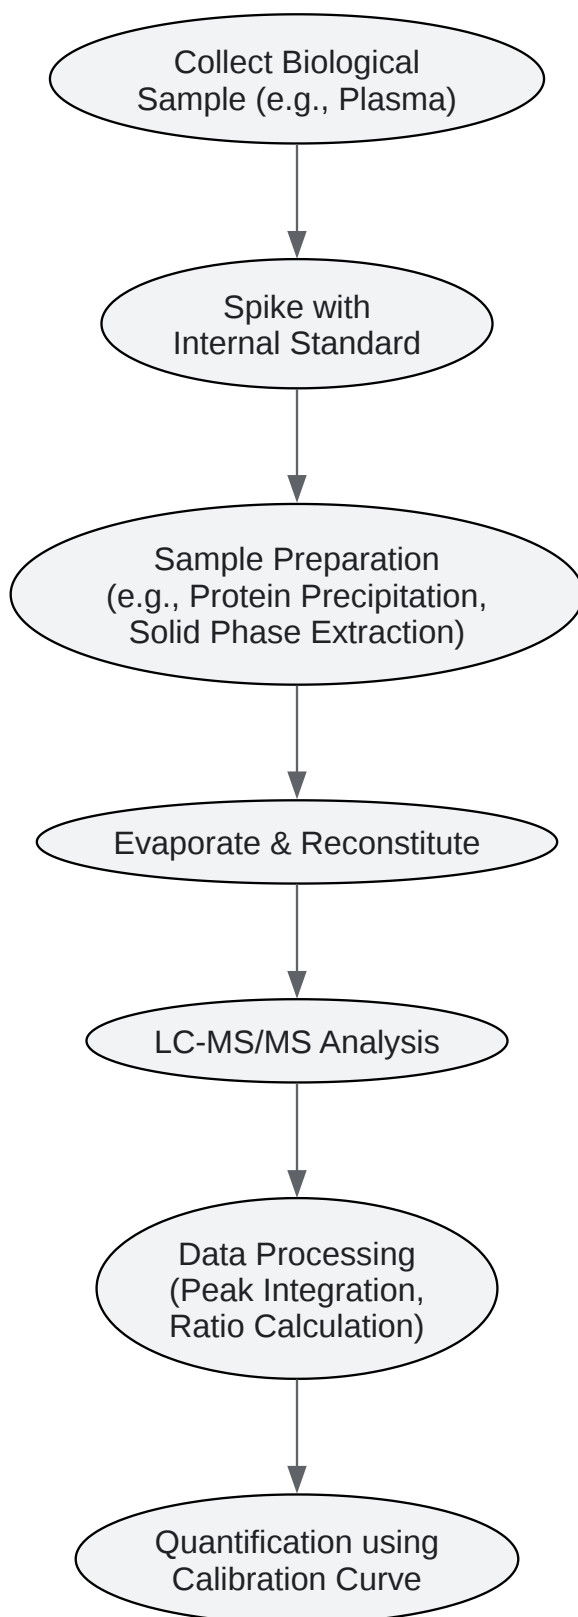 Collect Biological
Sample (e.g., Plasma)
Spike with
Internal Standard
Sample Preparation
(e.g., Protein Precipitation,
Solid Phase Extraction)
Evaporate & Reconstitute
LC-MS/MS Analysis
Data Processing
(Peak Integration,
Ratio Calculation)
Quantification using
Calibration Curve